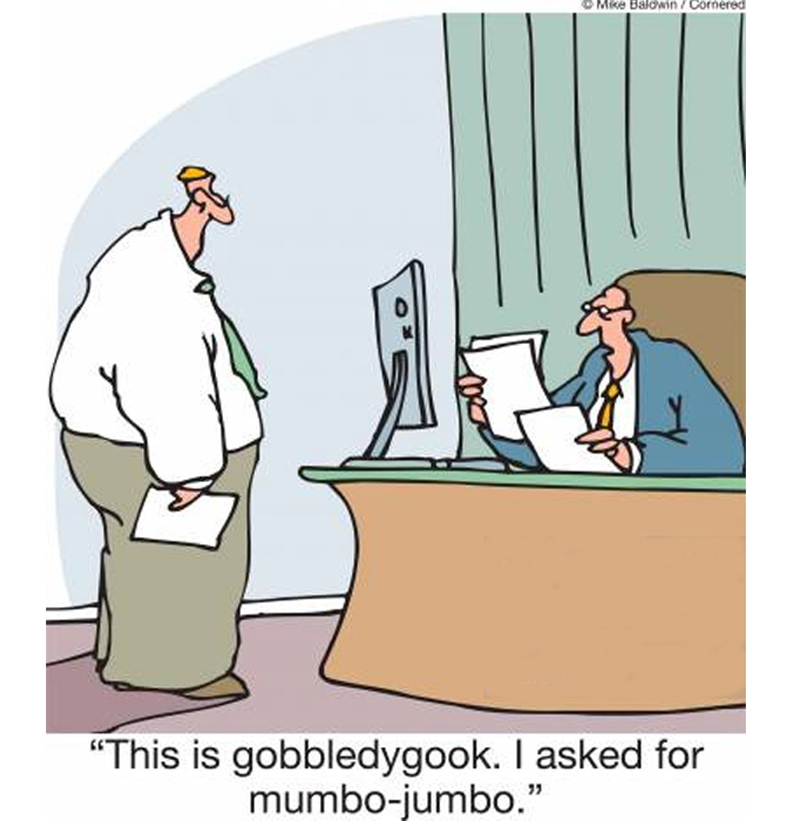 © Mike Baldwin / Cornered
O
K
“This is gobbledygook. I asked for
mumbo-jumbo.”